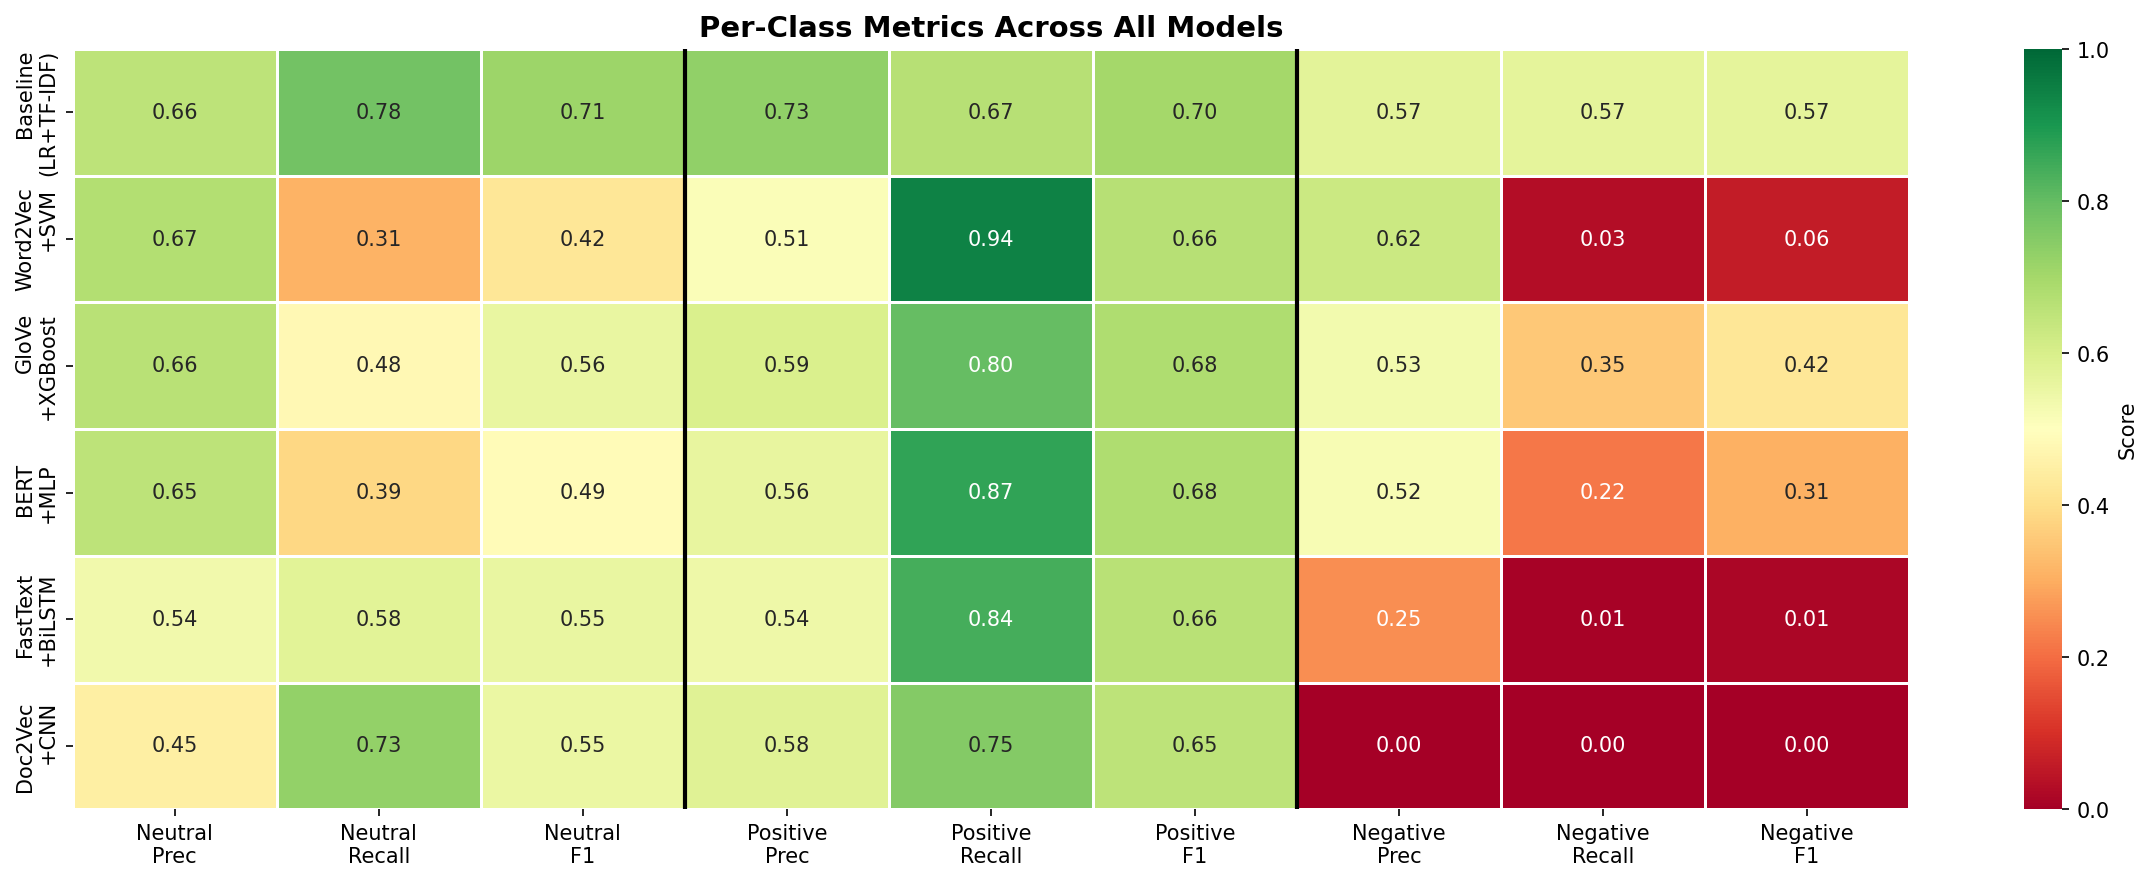 Per-Class Metrics Across All Models
Baseline
(LR+TF-IDF)
0.66 0.78 0.71 0.73 0.67 0.70 0.57 0.57 0.57
Word2Vec
+SVM
0.67 0.31 0.42 0.51 0.94 0.66 0.62 0.03 0.06
GloVe
+XGBoost
0.66 0.48 0.56 0.59 0.80 0.68 0.53 0.35 0.42
BERT
+MLP
0.65 0.39 0.49 0.56 0.87 0.68 0.52 0.22 0.31
FastText
+BiLSTM
0.54 0.58 0.55 0.54 0.84 0.66 0.25 0.01 0.01
Doc2Vec
+CNN
0.45 0.73 0.55 0.58 0.75 0.65 0.00 0.00 0.00
Neutral Neutral Neutral Positive Positive Positive Negative Negative Negative
Prec Recall F1 Prec Recall F1 Prec Recall F1
1.0
0.8
0.6
0.4
0.2
0.0
Score